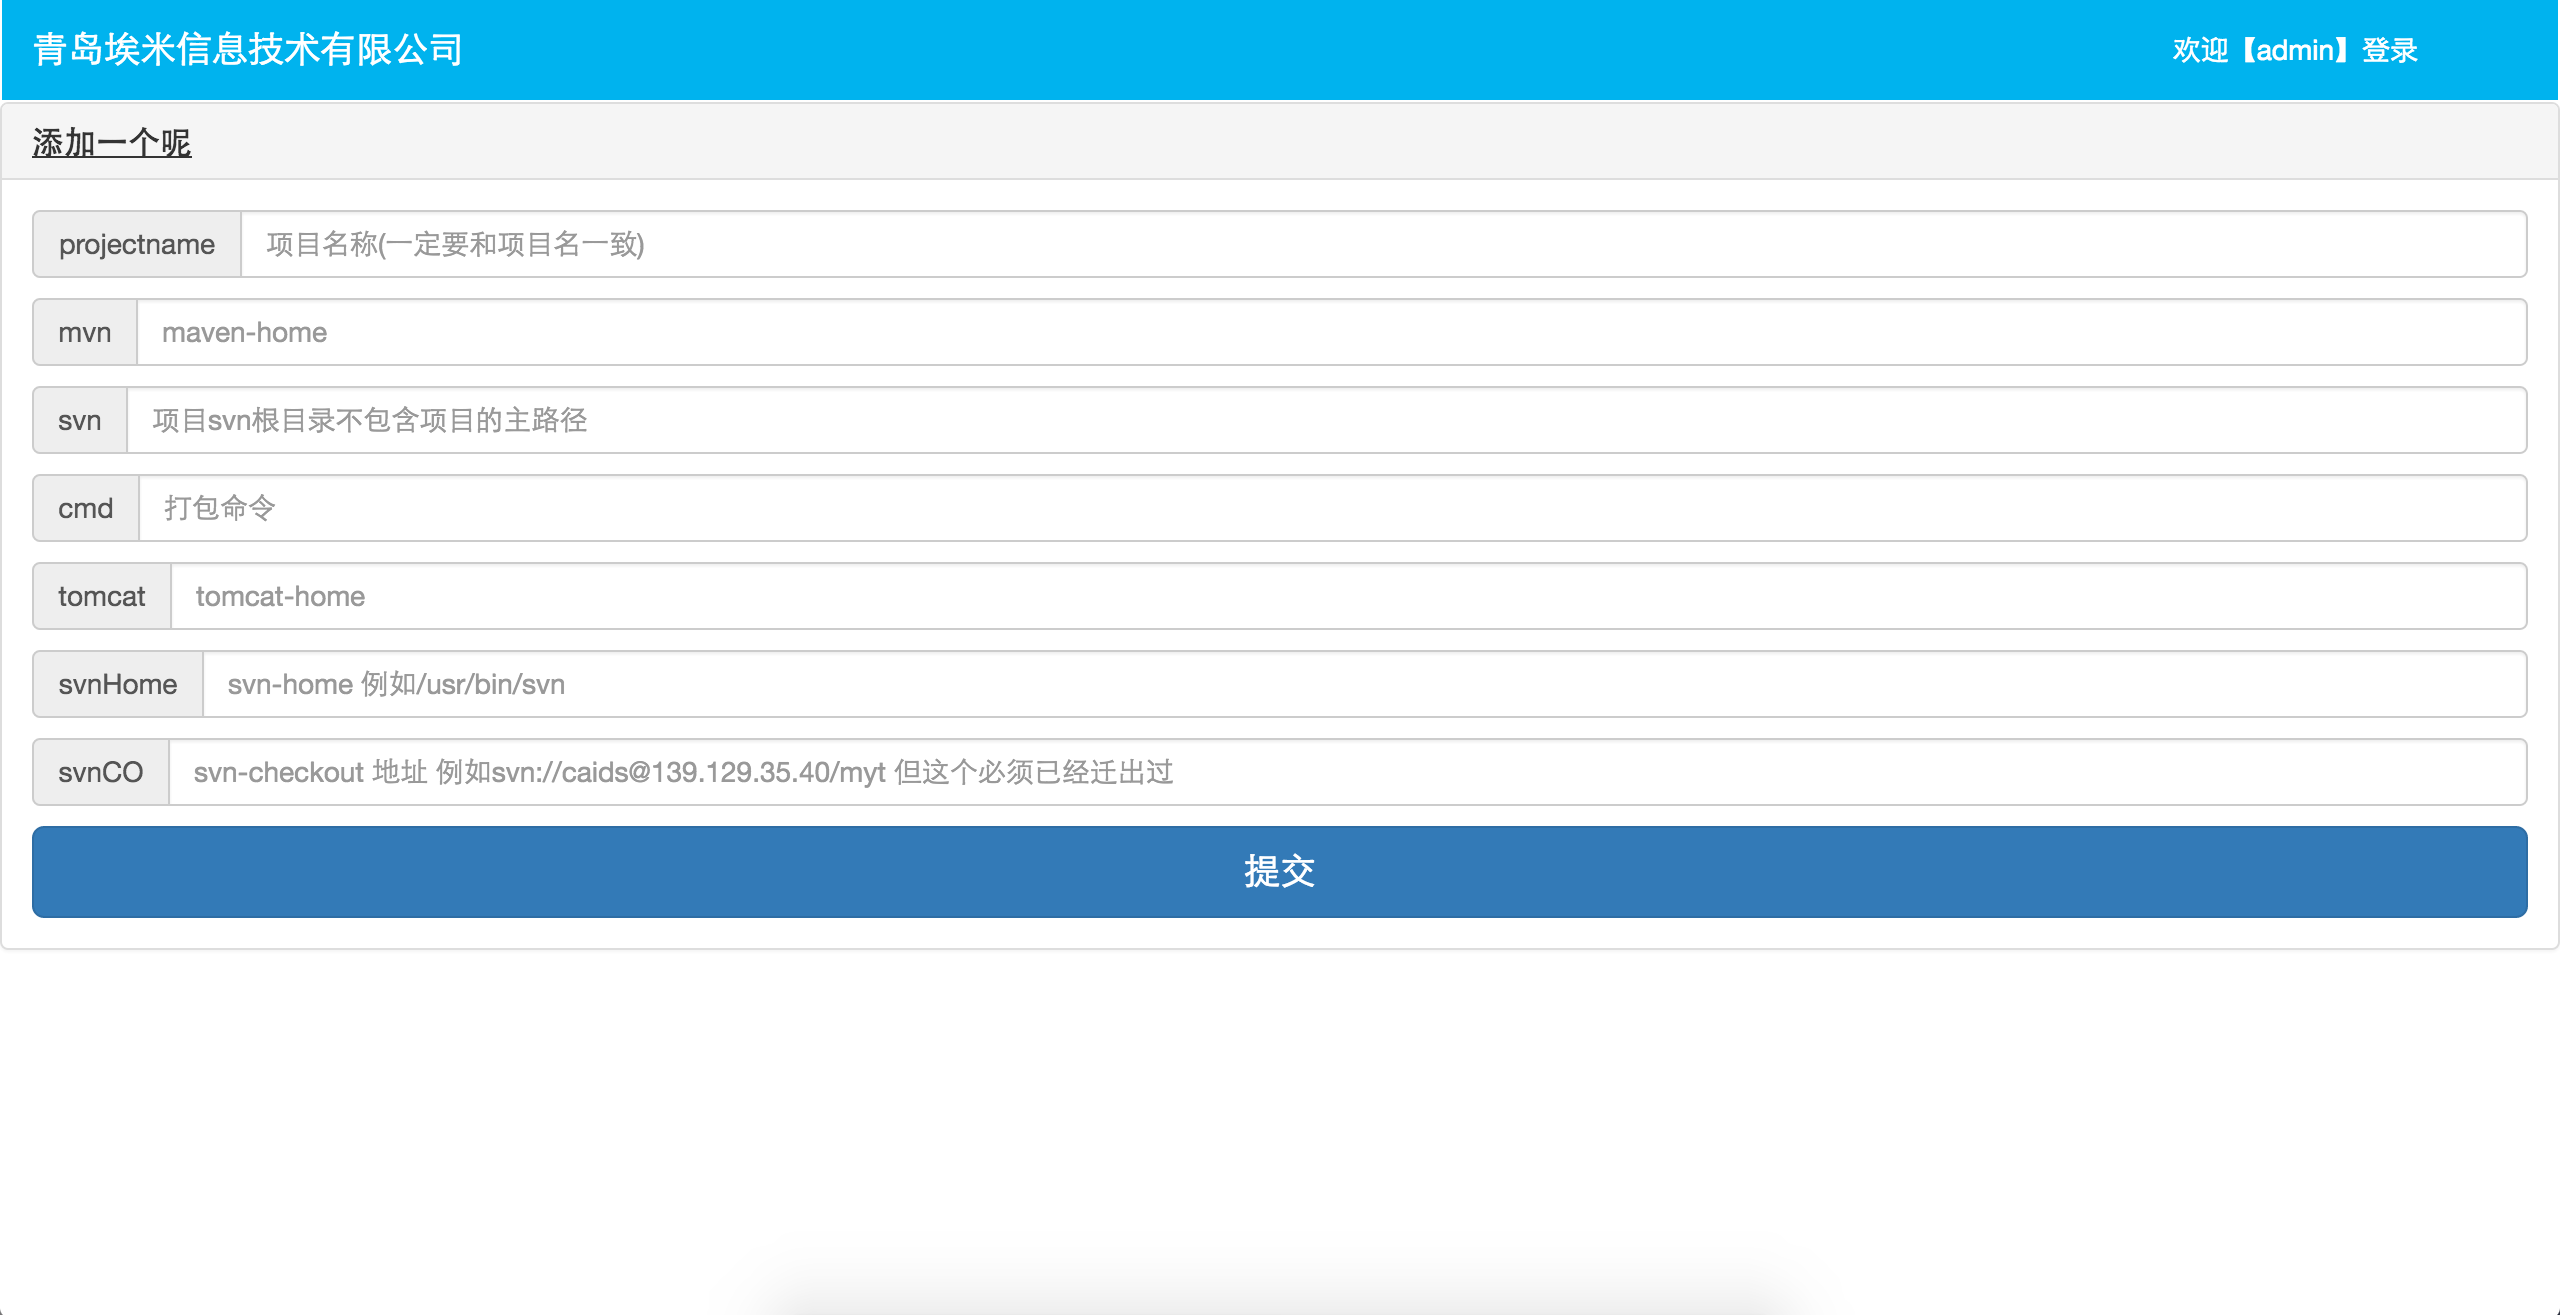 青岛埃米信息技术有限公司 欢迎【admin】登录
添加一个呢
projectname 项目名称(一定要和项目名一致)
mvn maven-home
svn 项目svn根目录不包含项目的主路径
cmd 打包命令
tomcat tomcat-home
svnHome svn-home 例如/usr/bin/svn
svnCO svn-checkout 地址 例如svn://caids@139.129.35.40/myt 但这个必须已经迁出过
提交